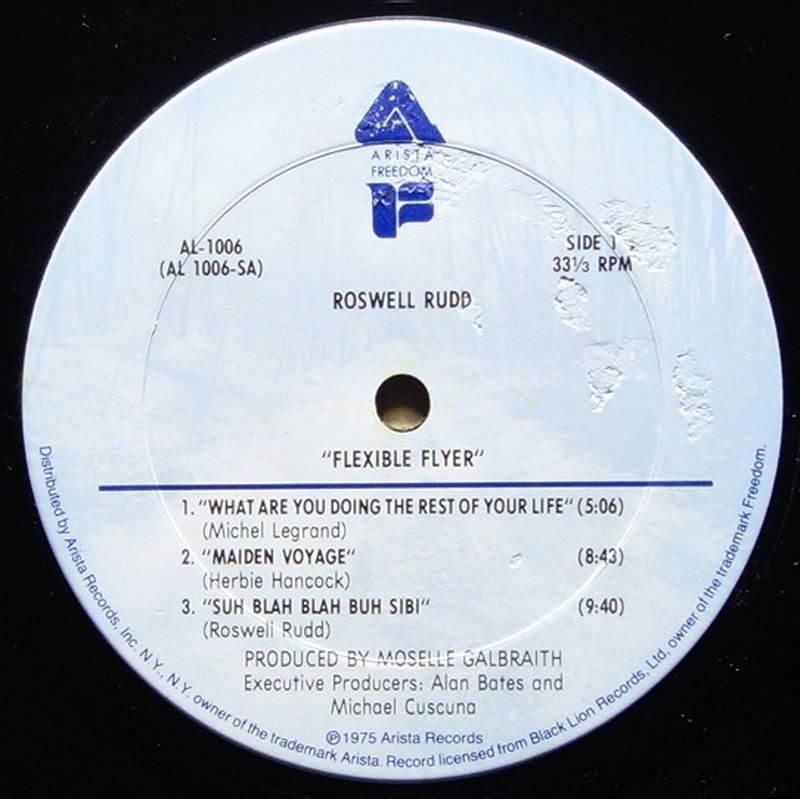 ARISTA
FREEDOM
AL-1006
(AL 1006-SA)
SIDE 1
33⅓ RPM
ROSWELL RUDD
"FLEXIBLE FLYER"
1. "WHAT ARE YOU DOING THE REST OF YOUR LIFE" (5:06)
(Michel Legrand)
2. "MAIDEN VOYAGE" (8:43)
(Herbie Hancock)
3. "SUH BLAH BLAH BUH SIBI" (9:40)
(Roswell Rudd)
PRODUCED BY MOSELLE GALBRAITH
Executive Producers: Alan Bates and
Michael Cuscuna
℗1975 Arista Records
Distributed by Arista Records, Inc. N.Y., N.Y. owner of the trademark Arista. Record licensed from Black Lion Records, Ltd, owner of the trademark Freedom.